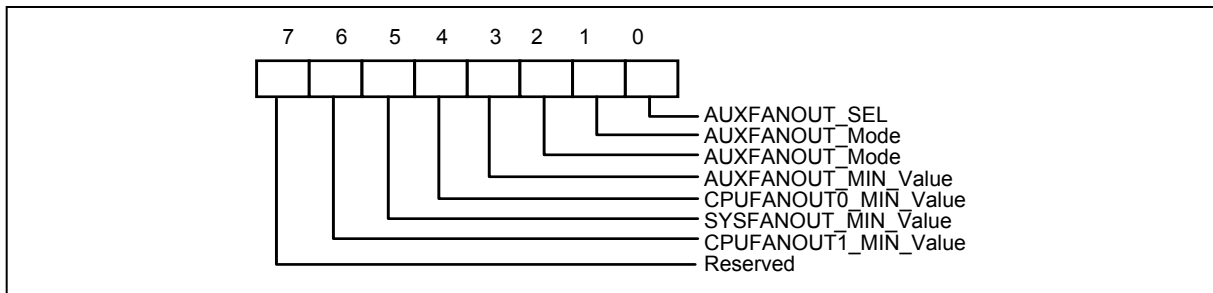 7 6 5 4 3 2 1 0
AUXFANOUT_SEL
AUXFANOUT_Mode
AUXFANOUT_Mode
AUXFANOUT_MIN_Value
CPUFANOUT0_MIN_Value
SYSFANOUT_MIN_Value
CPUFANOUT1_MIN_Value
Reserved